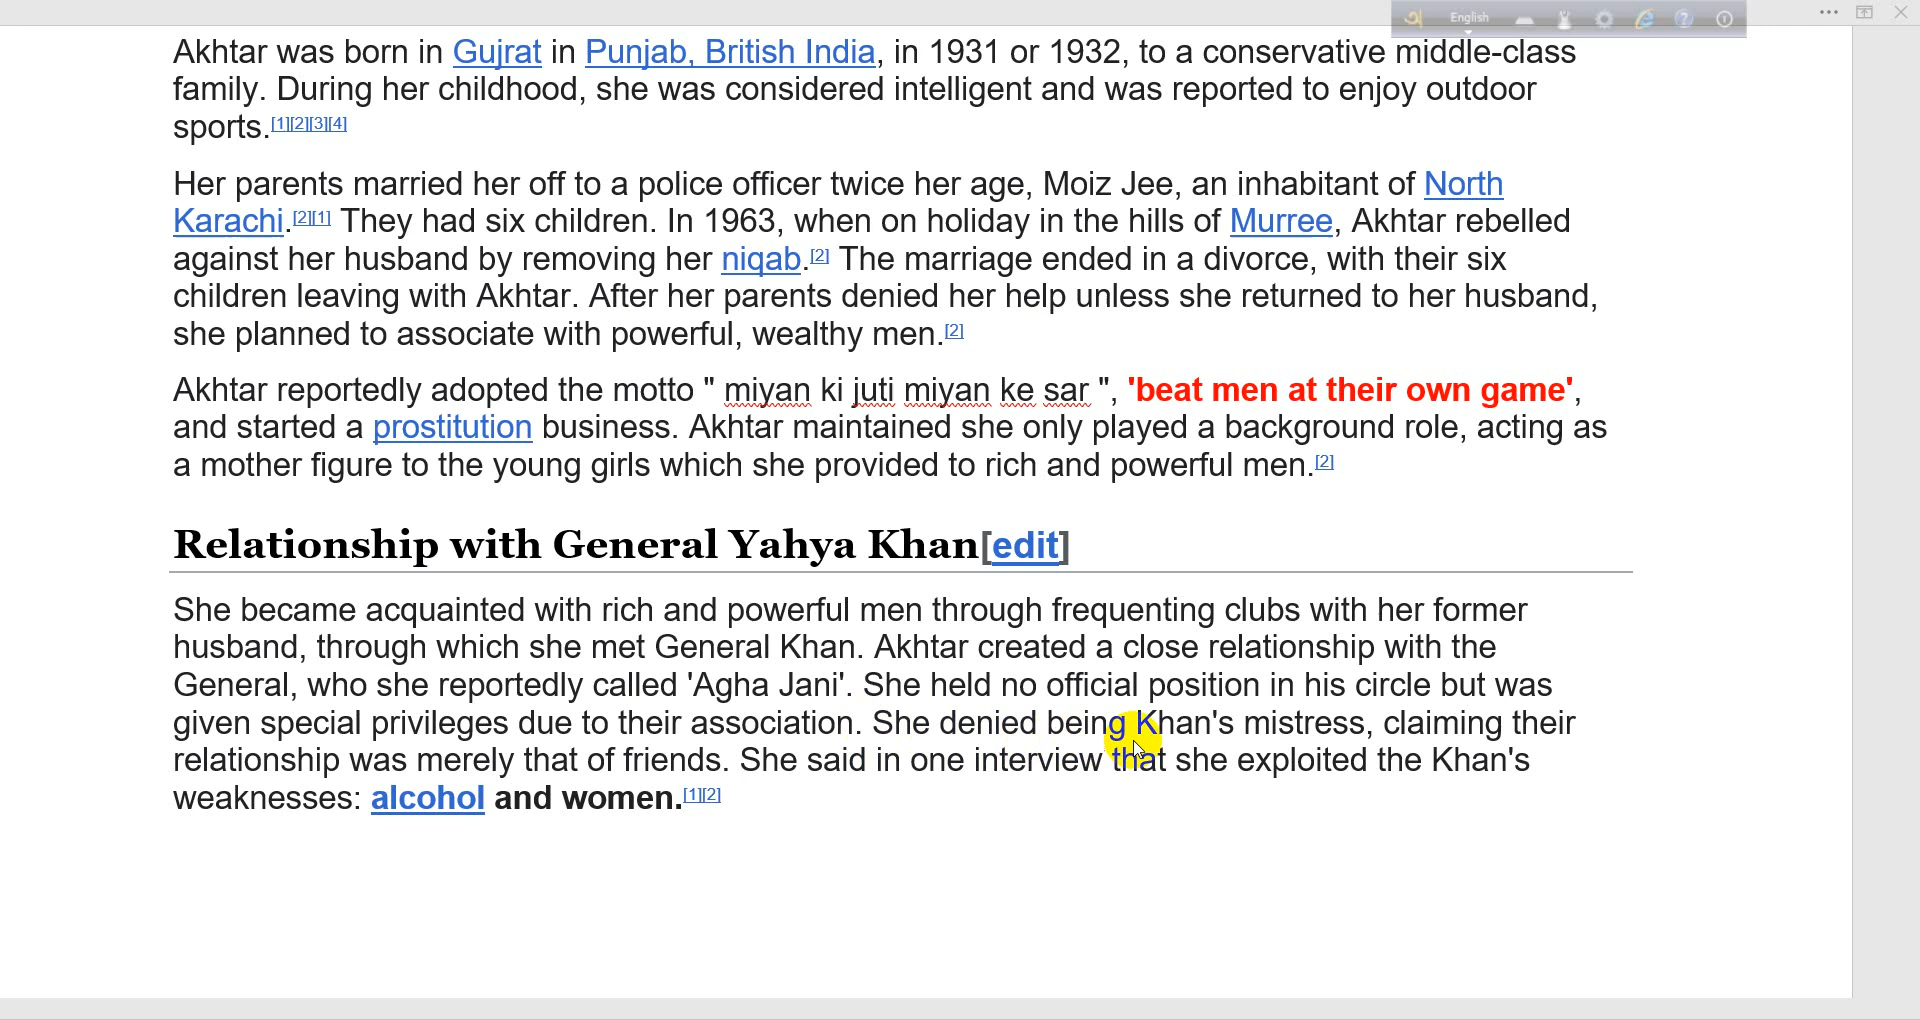 English
Akhtar was born in Gujrat in Punjab, British India, in 1931 or 1932, to a conservative middle-class
family. During her childhood, she was considered intelligent and was reported to enjoy outdoor
sports.[1][2][3][4]
Her parents married her off to a police officer twice her age, Moiz Jee, an inhabitant of North
Karachi.[2][1] They had six children. In 1963, when on holiday in the hills of Murree, Akhtar rebelled
against her husband by removing her niqab.[2] The marriage ended in a divorce, with their six
children leaving with Akhtar. After her parents denied her help unless she returned to her husband,
she planned to associate with powerful, wealthy men.[2]
Akhtar reportedly adopted the motto " miyan ki juti miyan ke sar ", 'beat men at their own game',
and started a prostitution business. Akhtar maintained she only played a background role, acting as
a mother figure to the young girls which she provided to rich and powerful men.[2]
Relationship with General Yahya Khan[edit]
She became acquainted with rich and powerful men through frequenting clubs with her former
husband, through which she met General Khan. Akhtar created a close relationship with the
General, who she reportedly called 'Agha Jani'. She held no official position in his circle but was
given special privileges due to their association. She denied being Khan's mistress, claiming their
relationship was merely that of friends. She said in one interview that she exploited the Khan's
weaknesses: alcohol and women.[1][2]